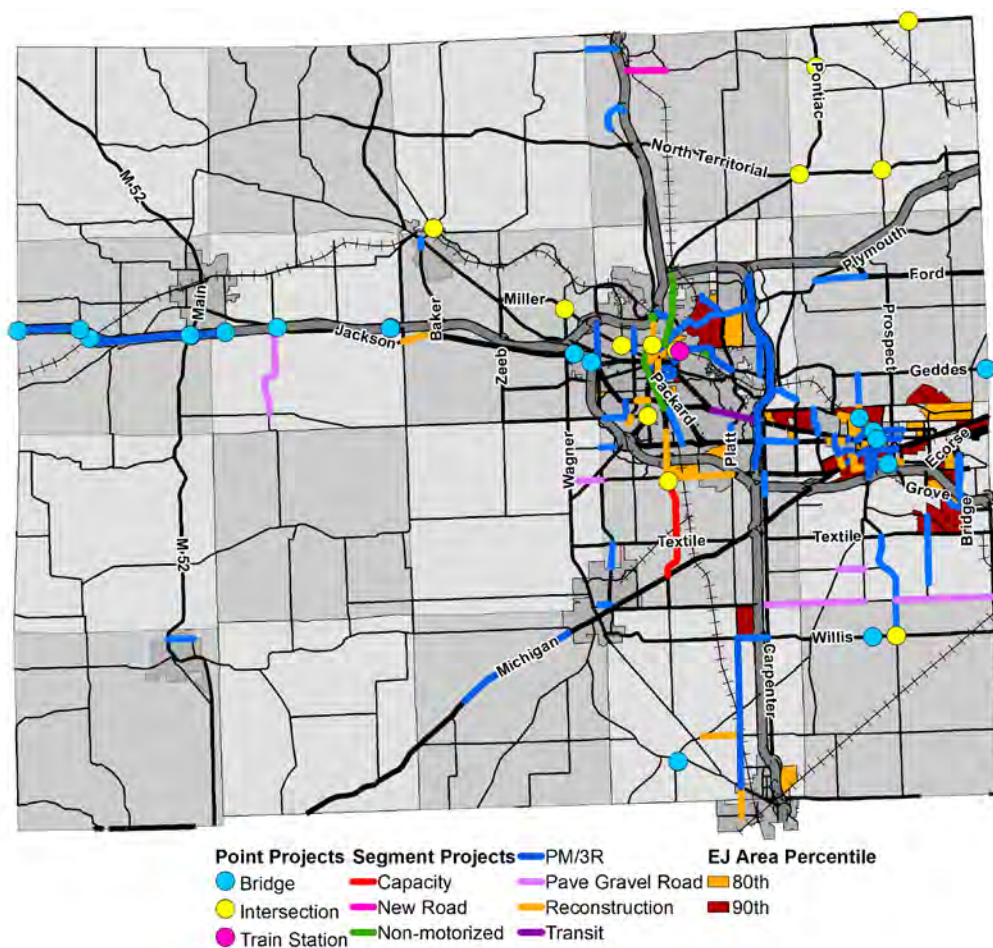 Pontiac
North Territorial
M-52
Plymouth
Ford
Main
Miller
Baker
Prospect
Jackson
Zeeb
Geddes
Packard
Ecorse
Wagner
Platt
Grove
Bridge
M-52
Textile
Textile
Willis
Michigan
Carpenter
Point Projects Segment Projects PM/3R EJ Area Percentile
Bridge Capacity Pave Gravel Road 80th
Intersection New Road Reconstruction 90th
Train Station Non-motorized Transit